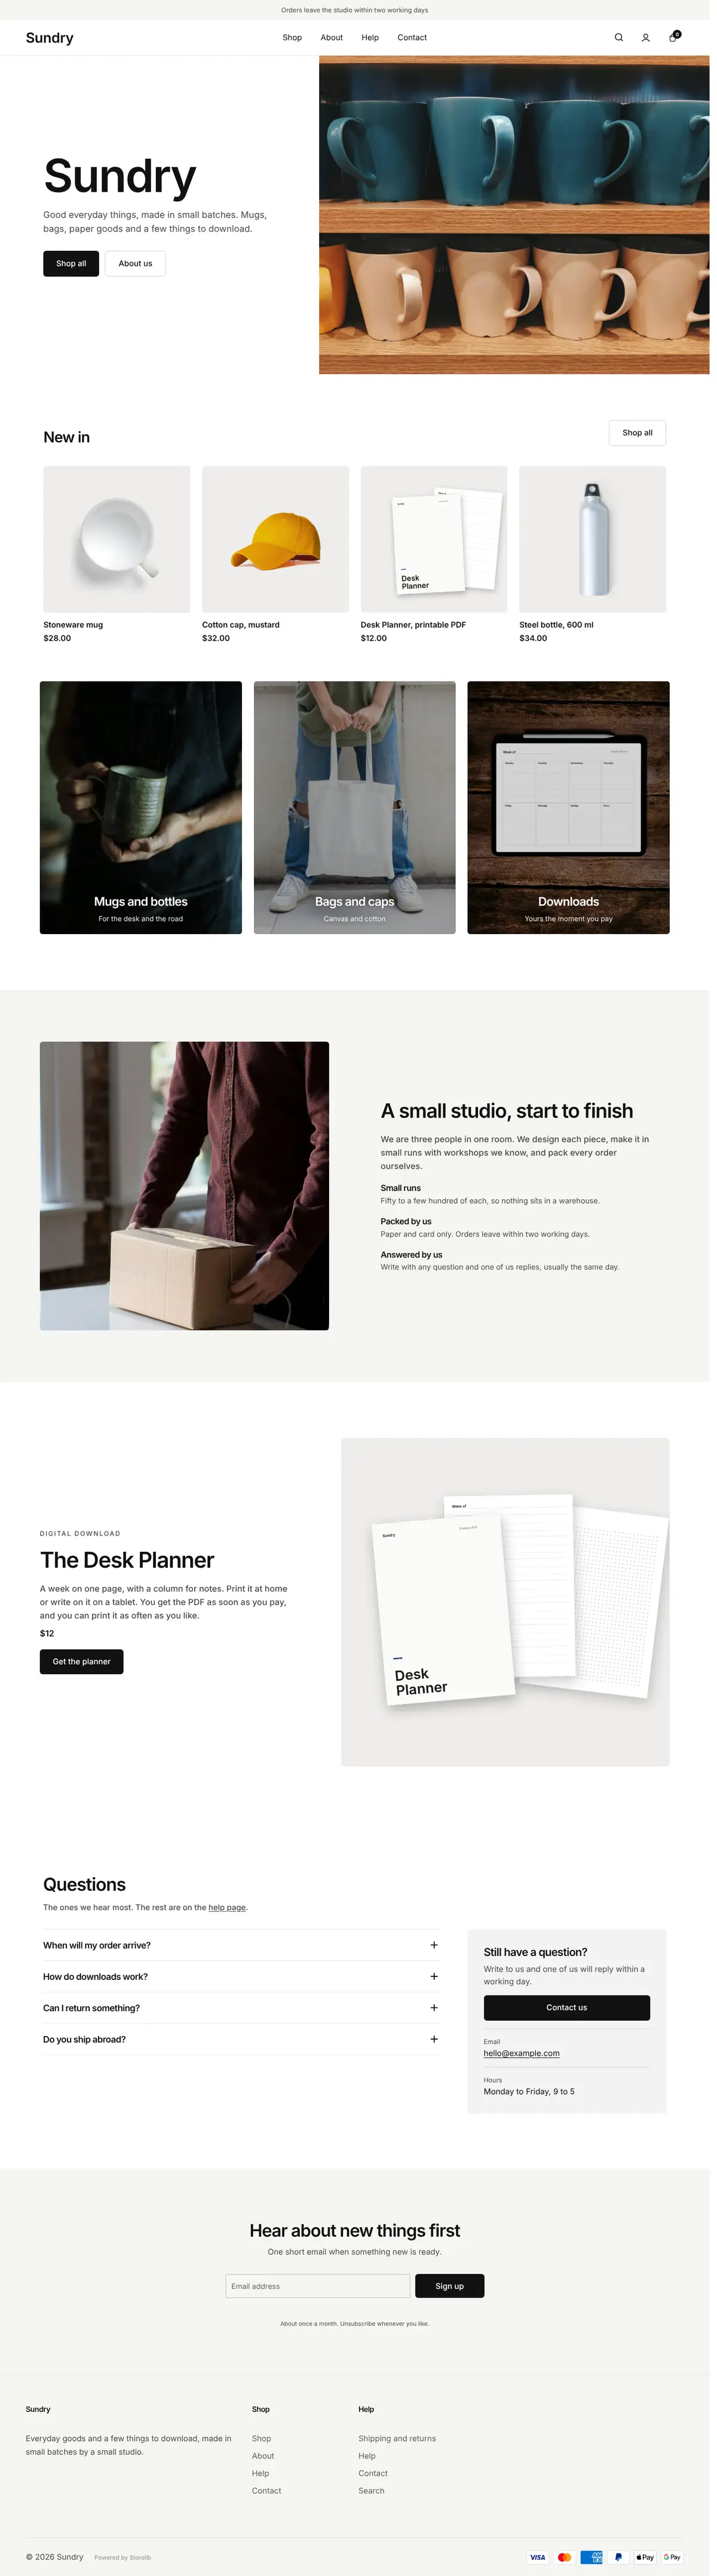 Orders leave the studio within two working days
Sundry
Shop
About
Help
Contact
0
Sundry
Good everyday things, made in small batches. Mugs,
bags, paper goods and a few things to download.
Shop all
About us
New in
Shop all
Desk
Planner
Stoneware mug
$28.00
Cotton cap, mustard
$32.00
Desk Planner, printable PDF
$12.00
Steel bottle, 600 ml
$34.00
Mugs and bottles
For the desk and the road
Bags and caps
Canvas and cotton
Week of
Downloads
Yours the moment you pay
A small studio, start to finish
We are three people in one room. We design each piece, make it in
small runs with workshops we know, and pack every order
ourselves.
Small runs
Fifty to a few hundred of each, so nothing sits in a warehouse.
Packed by us
Paper and card only. Orders leave within two working days.
Answered by us
Write with any question and one of us replies, usually the same day.
DIGITAL DOWNLOAD
The Desk Planner
A week on one page, with a column for notes. Print it at home
or write on it on a tablet. You get the PDF as soon as you pay,
and you can print it as often as you like.
$12
Get the planner
Week of
Sundry
Desk
Planner
Questions
The ones we hear most. The rest are on the help page.
When will my order arrive?
How do downloads work?
Can I return something?
Do you ship abroad?
Still have a question?
Write to us and one of us will reply within a
working day.
Contact us
Email
hello@example.com
Hours
Monday to Friday, 9 to 5
Hear about new things first
One short email when something new is ready.
Email address
Sign up
About once a month. Unsubscribe whenever you like.
Sundry
Everyday goods and a few things to download, made in
small batches by a small studio.
Shop
Shop
About
Help
Contact
Help
Shipping and returns
Help
Contact
Search
© 2026 Sundry
Powered by Storelib
VISA
Pay
G Pay